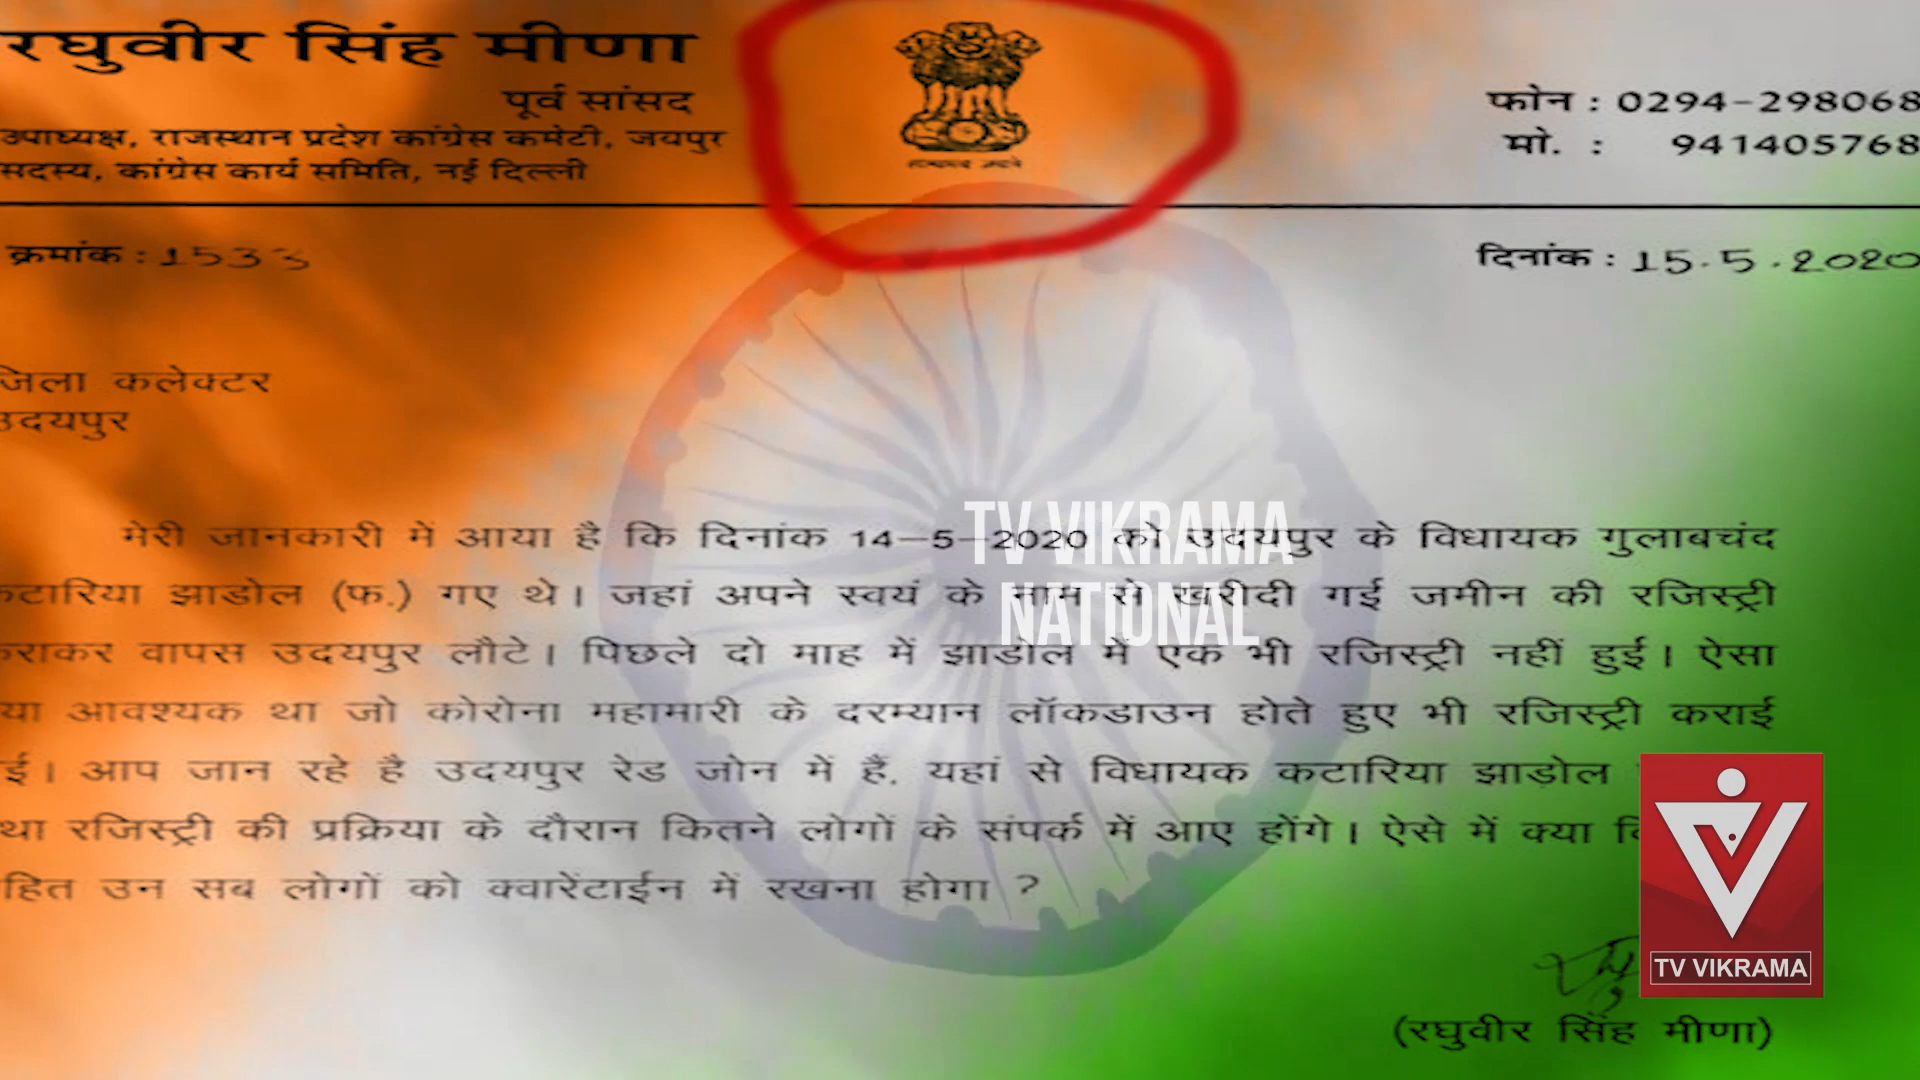 रघुवीर सिंह मीणा
पूर्व सांसद
उपाध्यक्ष, राजस्थान प्रदेश कांग्रेस कमेटी, जयपुर
सदस्य, कांग्रेस कार्य समिति, नई दिल्ली
फोन : 0294-298068
मो. : 941405768
क्रमांक : 1533
दिनांक : 15.5.2020
जिला कलेक्टर
उदयपुर
मेरी जानकारी में आया है कि दिनांक 14-5-2020 को उदयपुर के विधायक गुलाबचंद
कटारिया झाडोल (फ.) गए थे। जहां अपने स्वयं के नाम से खरीदी गई जमीन की रजिस्ट्री
कराकर वापस उदयपुर लौटे। पिछले दो माह में झाडोल में एक भी रजिस्ट्री नहीं हुई। ऐसा
या आवश्यक था जो कोरोना महामारी के दरम्यान लॉकडाउन होते हुए भी रजिस्ट्री कराई
ई। आप जान रहे है उदयपुर रेड जोन में हैं, यहां से विधायक कटारिया झाड़ोल
था रजिस्ट्री की प्रक्रिया के दौरान कितने लोगों के संपर्क में आए होंगे। ऐसे में क्या
हित उन सब लोगों को क्वारेंटाईन में रखना होगा ?
(रघुवीर सिंह मीणा)
TV VIKRAMA
NATIONAL
TV VIKRAMA